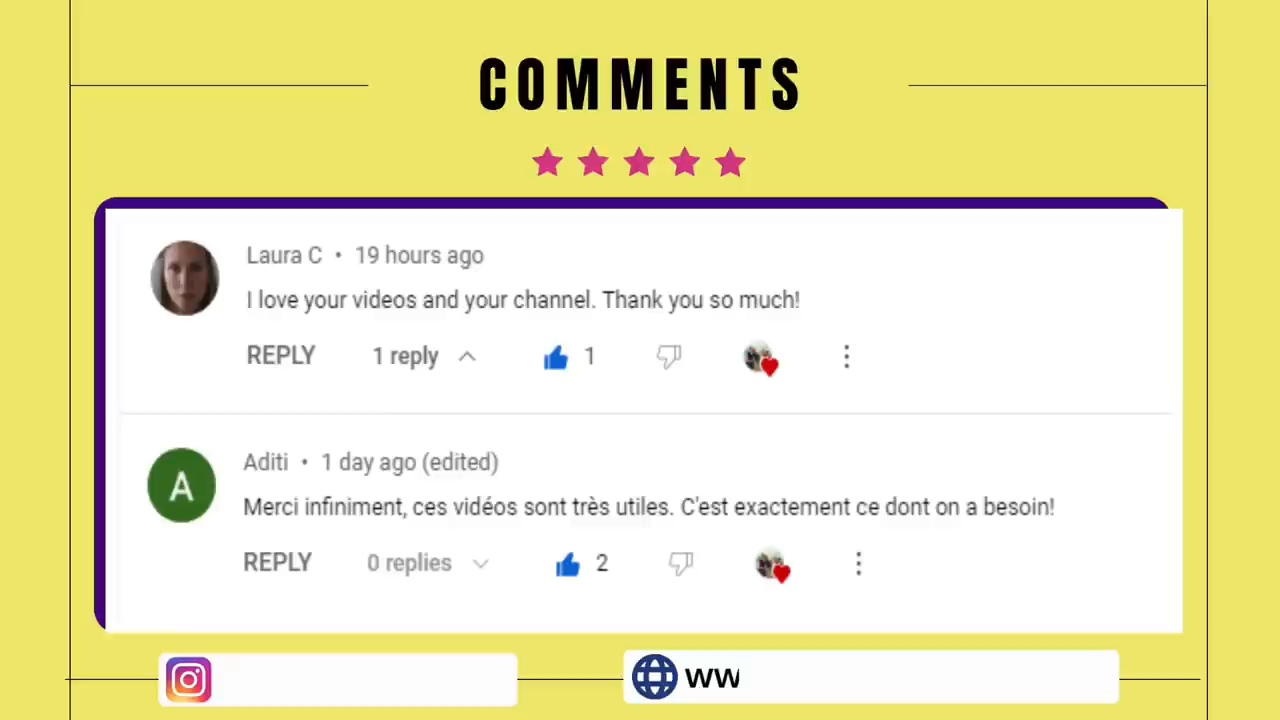 COMMENTS
Laura C • 19 hours ago
I love your videos and your channel. Thank you so much!
REPLY 1 reply 1
A
Aditi • 1 day ago (edited)
Merci infiniment, ces vidéos sont très utiles. C'est exactement ce dont on a besoin!
REPLY 0 replies 2
WW